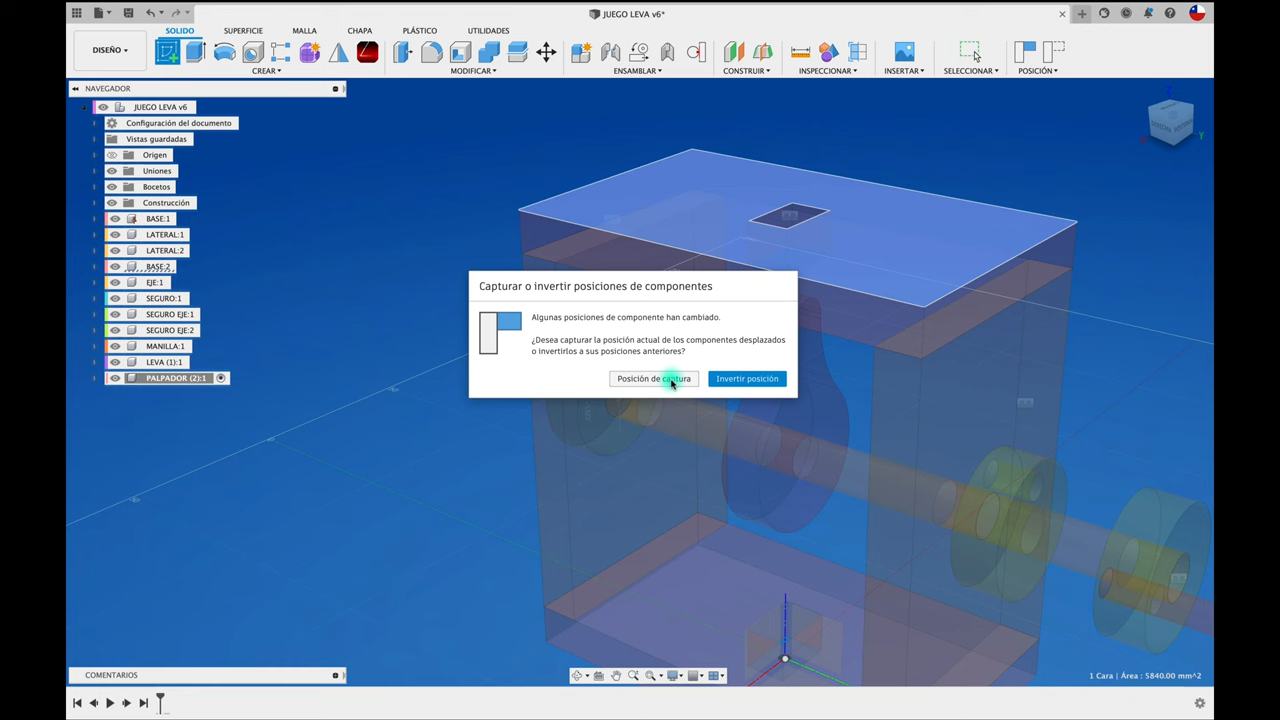 JUEGO LEVA v6*
DISEÑO
SOLIDO
SUPERFICIE
MALLA
CHAPA
PLÁSTICO
UTILIDADES
CREAR
MODIFICAR
ENSAMBLAR
CONSTRUIR
INSPECCIONAR
INSERTAR
SELECCIONAR
POSICIÓN
NAVEGADOR
JUEGO LEVA v6
Configuración del documento
Vistas guardadas
Origen
Uniones
Bocetos
Construcción
BASE:1
LATERAL:1
LATERAL:2
BASE:2
EJE:1
SEGURO:1
SEGURO EJE:1
SEGURO EJE:2
MANILLA:1
LEVA (1):1
PALPADOR (2):1
Z
Y
Capturar o invertir posiciones de componentes
Algunas posiciones de componente han cambiado.
¿Desea capturar la posición actual de los componentes desplazados
o invertirlos a sus posiciones anteriores?
Posición de captura
Invertir posición
COMENTARIOS
1 Cara | Área : 5840.00 mm^2